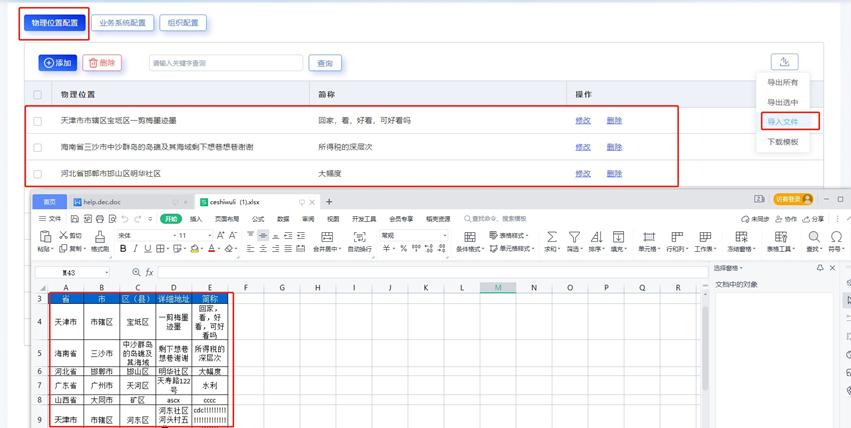 物理位置配置 业务系统配置 组织配置
添加 删除 请输入关键字查询 查询
导出所有
导出选中
导入文件
下载模板
物理位置 简称 操作
天津市市辖区宝坻区一剪梅墨迹墨 回家，看，好看，可好看吗 修改 删除
海南省三沙市中沙群岛的岛礁及其海域剩下想巷想巷谢谢 所得税的深层次 修改 删除
河北省邯郸市邯山区明华社区 大幅度 修改 删除
首页 help.dec.doc ceshiwuli (1).xlsx + 访客登录
文件 开始 插入 页面布局 公式 数据 审阅 视图 开发工具 会员专享 稻壳资源 查找命令、搜索模板 未同步 协作 分享
粘贴 剪切 复制 格式刷 宋体 11 合并居中 自动换行 常规 条件格式 表格样式 单元格样式 求和 筛选 排序 填充 单元格 行和列 工作表 冻结窗格 表格工具 查找 符号
M43 fx
选择窗格
文档中的对象
A B C D E F G H I J K L M N O P Q R
3 省 市 区（县） 详细地址 简称
4 天津市 市辖区 宝坻区 一剪梅墨迹墨 回家，看，好看，可好看吗
5 海南省 三沙市 中沙群岛的岛礁及其海域 剩下想巷想巷谢谢 所得税的深层次
6 河北省 邯郸市 邯山区 明华社区 大幅度
7 广东省 广州市 天河区 天寿路122号 水利
8 山西省 大同市 矿区 ascx cccc
9 天津市 市辖区 河东区 河东社区河头村五